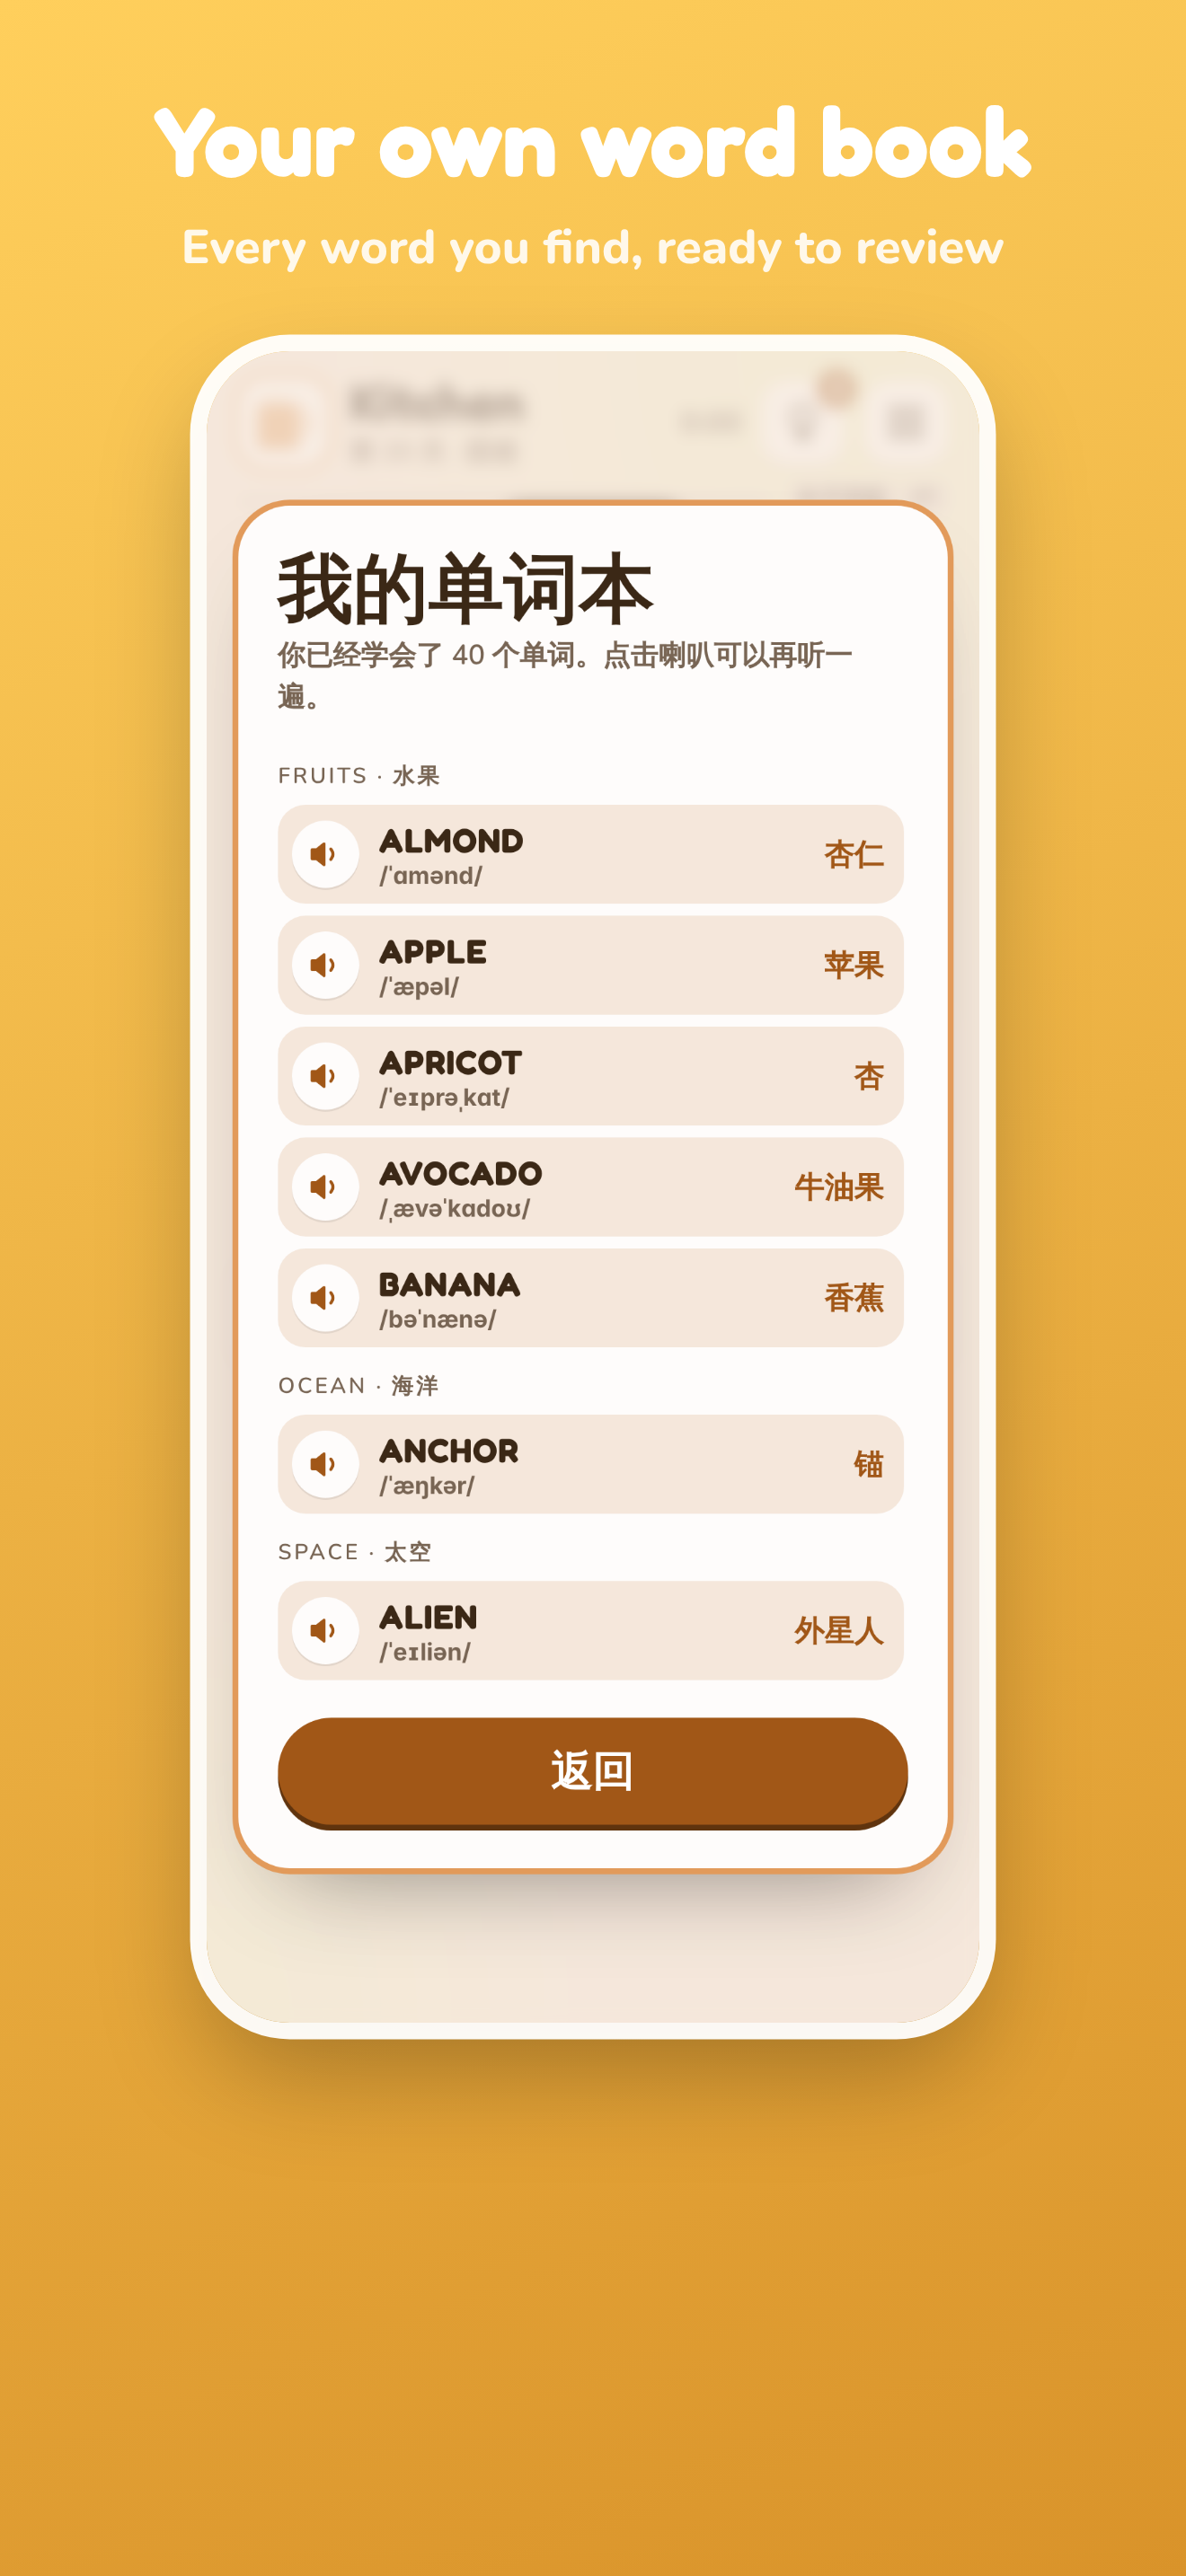 Your own word book
Every word you find, ready to review
Kitchen
我的单词本
你已经学会了 40 个单词。点击喇叭可以再听一
遍。
FRUITS · 水果
ALMOND
/ˈɑmənd/
杏仁
APPLE
/ˈæpəl/
苹果
APRICOT
/ˈeɪprəˌkɑt/
杏
AVOCADO
/ˌævəˈkɑdoʊ/
牛油果
BANANA
/bəˈnænə/
香蕉
OCEAN · 海洋
ANCHOR
/ˈæŋkər/
锚
SPACE · 太空
ALIEN
/ˈeɪliən/
外星人
返回